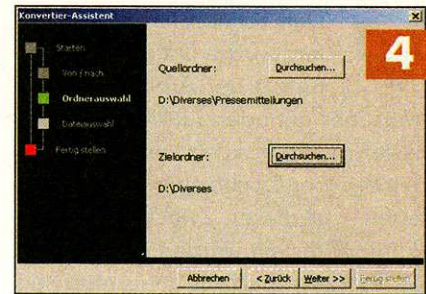 Konvertier-Assistent
4
Starten
Von / nach
Ordnerauswahl
Dateiauswahl
Fertig stellen
Quellordner:
Durchsuchen...
D:\Diverses\Pressemitteilungen
Zielordner:
Durchsuchen...
D:\Diverses
Abbrechen
< Zurück
Weiter >>
Fertig stellen